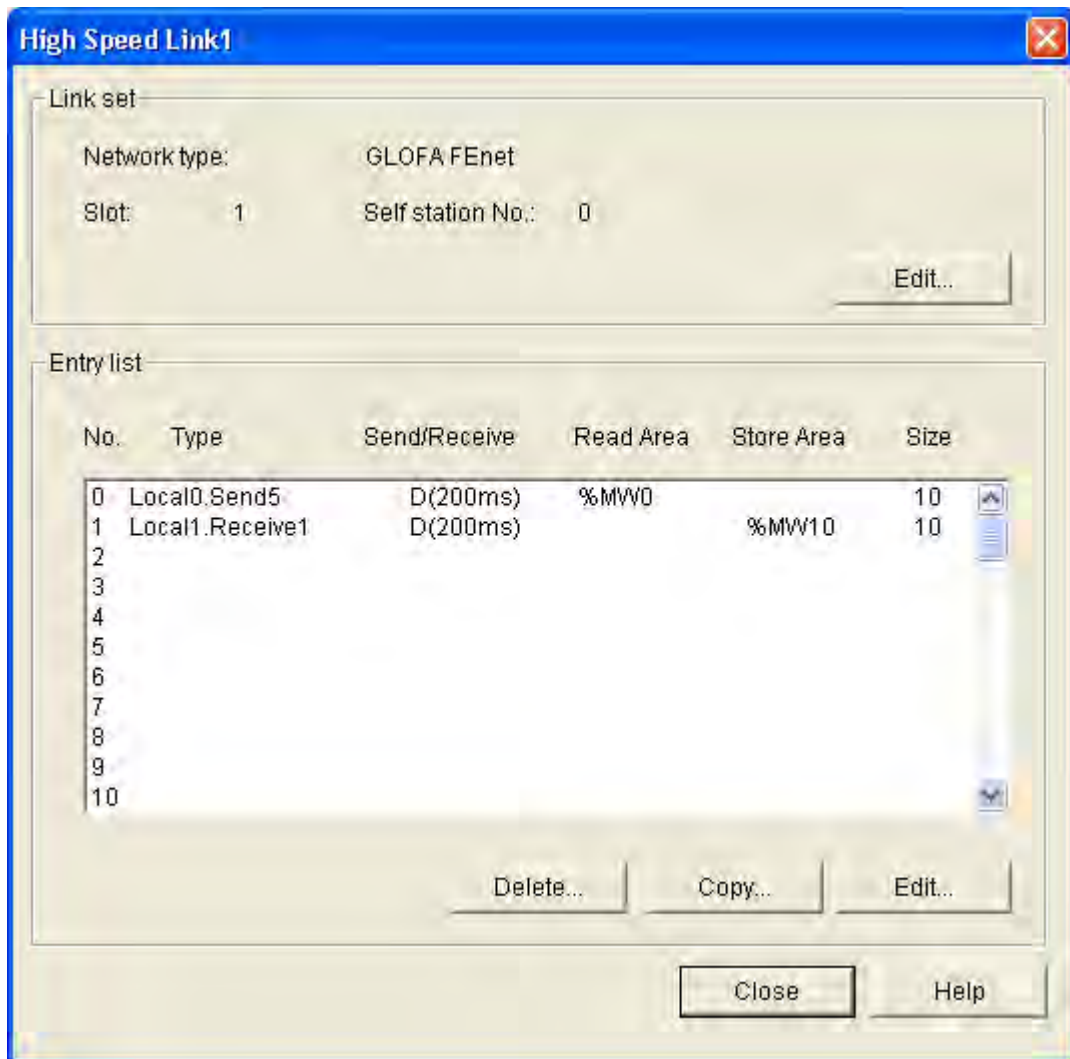 High Speed Link1
Link set
Network type: GLOFA FEnet
Slot: 1 Self station No.: 0
Edit...
Entry list
No. Type Send/Receive Read Area Store Area Size
0 Local0.Send5 D(200ms) %MW0 10
1 Local1.Receive1 D(200ms) %MW10 10
2
3
4
5
6
7
8
9
10
Delete... Copy... Edit...
Close Help